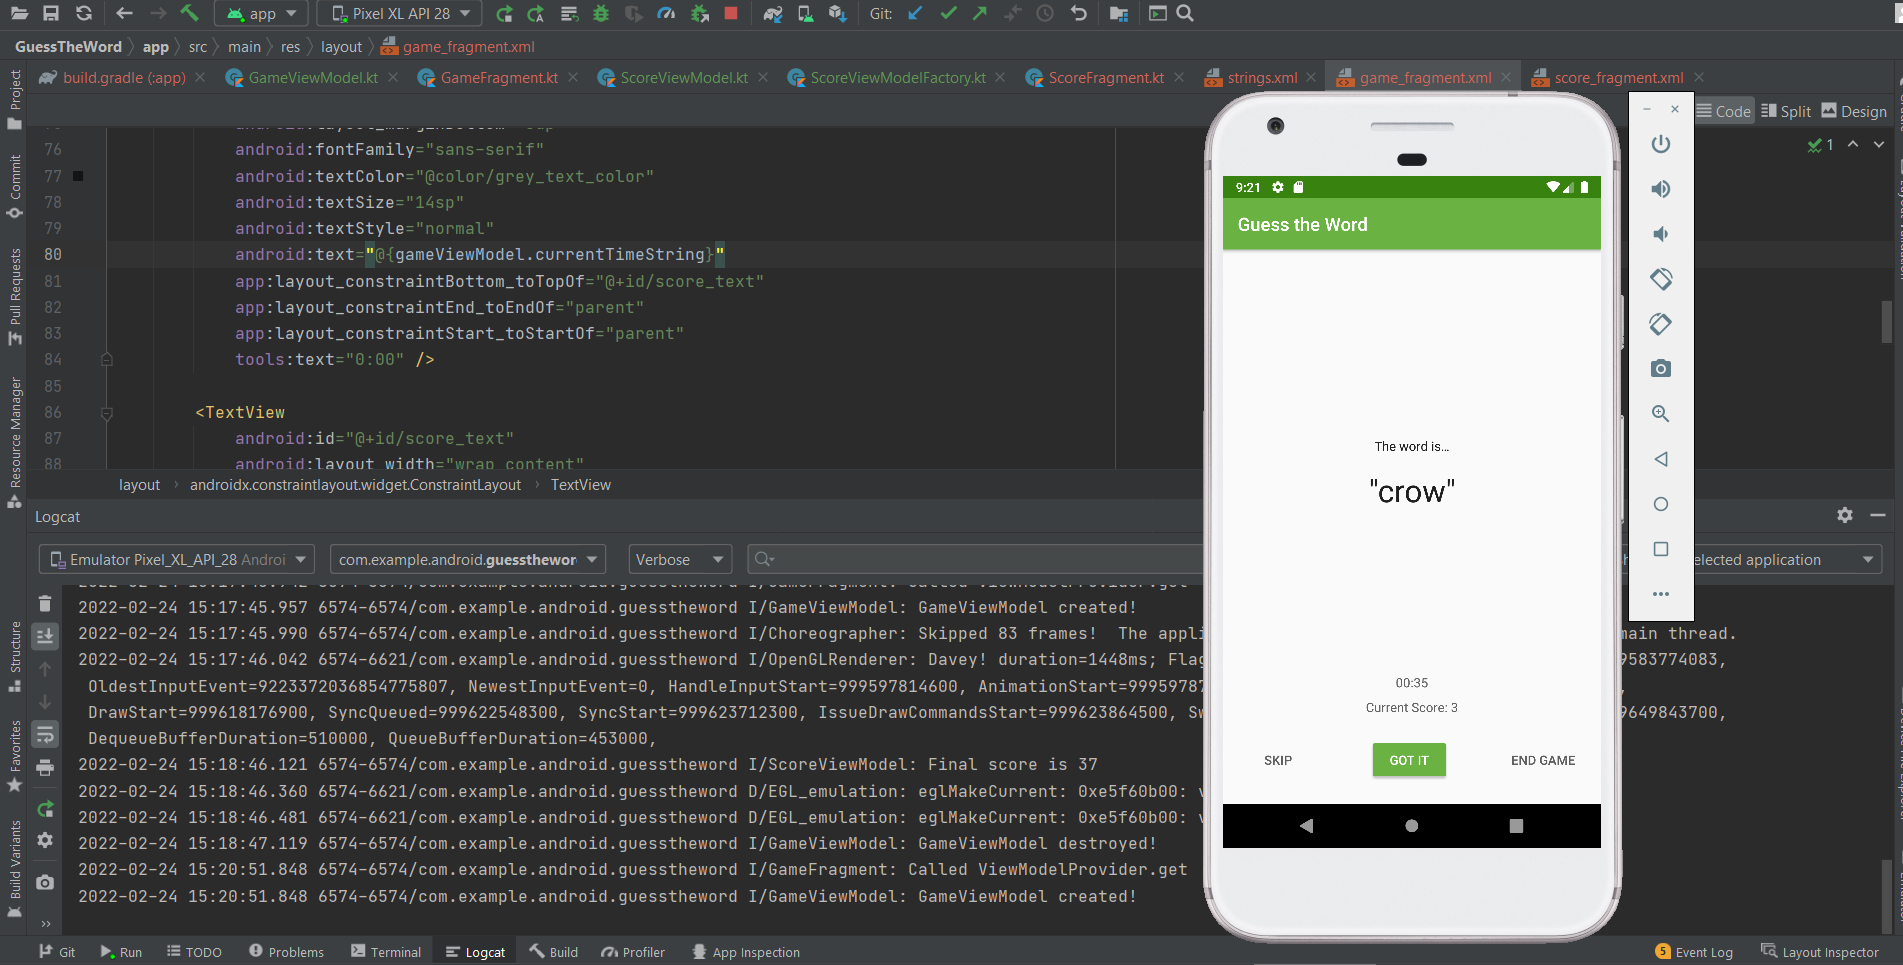 app Pixel XL API 28 Git:
GuessTheWord app src main res layout game_fragment.xml
build.gradle (:app) GameViewModel.kt GameFragment.kt ScoreViewModel.kt ScoreViewModelFactory.kt ScoreFragment.kt strings.xml game_fragment.xml score_fragment.xml
Code Split Design
1
Project
Commit
Pull Requests
Resource Manager
Structure
Favorites
Build Variants
76 android:fontFamily="sans-serif"
77 android:textColor="@color/grey_text_color"
78 android:textSize="14sp"
79 android:textStyle="normal"
80 android:text="@{gameViewModel.currentTimeString}"
81 app:layout_constraintBottom_toTopOf="@+id/score_text"
82 app:layout_constraintEnd_toEndOf="parent"
83 app:layout_constraintStart_toStartOf="parent"
84 tools:text="0:00" />
85
86 <TextView
87 android:id="@+id/score_text"
88 android:layout_width="wrap_content"
layout androidx.constraintlayout.widget.ConstraintLayout TextView
Logcat
Emulator Pixel_XL_API_28 Androi com.example.android.guesstheword Verbose elected application
2022-02-24 15:17:45.957 6574-6574/com.example.android.guesstheword I/GameViewModel: GameViewModel created!
2022-02-24 15:17:45.990 6574-6574/com.example.android.guesstheword I/Choreographer: Skipped 83 frames!  The appli main thread.
2022-02-24 15:17:46.042 6574-6621/com.example.android.guesstheword I/OpenGLRenderer: Davey! duration=1448ms; Flag 9583774083,
OldestInputEvent=9223372036854775807, NewestInputEvent=0, HandleInputStart=999597814600, AnimationStart=99959787
DrawStart=999618176900, SyncQueued=999622548300, SyncStart=999623712300, IssueDrawCommandsStart=999623864500, Sw 9649843700,
DequeueBufferDuration=510000, QueueBufferDuration=453000,
2022-02-24 15:18:46.121 6574-6574/com.example.android.guesstheword I/ScoreViewModel: Final score is 37
2022-02-24 15:18:46.360 6574-6621/com.example.android.guesstheword D/EGL_emulation: eglMakeCurrent: 0xe5f60b00: v
2022-02-24 15:18:46.481 6574-6621/com.example.android.guesstheword D/EGL_emulation: eglMakeCurrent: 0xe5f60b00: v
2022-02-24 15:18:47.119 6574-6574/com.example.android.guesstheword I/GameViewModel: GameViewModel destroyed!
2022-02-24 15:20:51.848 6574-6574/com.example.android.guesstheword I/GameFragment: Called ViewModelProvider.get
2022-02-24 15:20:51.848 6574-6574/com.example.android.guesstheword I/GameViewModel: GameViewModel created!
9:21
Guess the Word
The word is...
"crow"
00:35
Current Score: 3
SKIP GOT IT END GAME
Git Run TODO Problems Terminal Logcat Build Profiler App Inspection 5 Event Log Layout Inspector